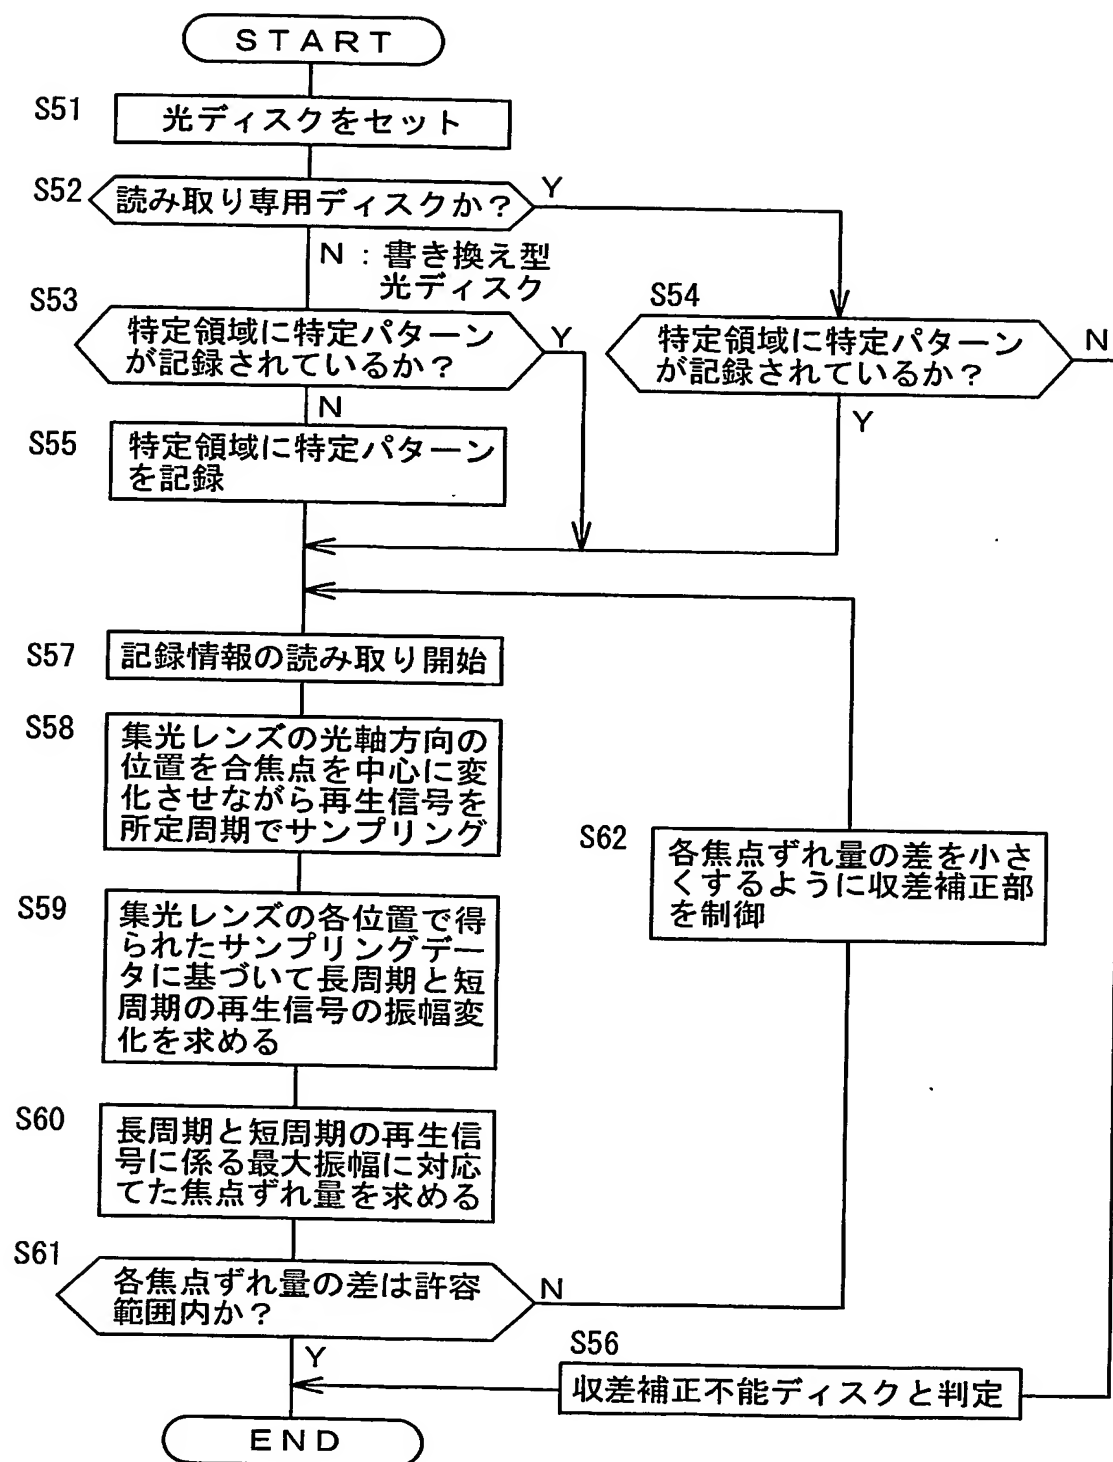 START
S51
光ディスクをセット
S52
読み取り専用ディスクか？
Y
N：書き換え型
光ディスク
S53
特定領域に特定パターン
が記録されているか？
Y
N
S54
特定領域に特定パターン
が記録されているか？
N
Y
S55
特定領域に特定パターン
を記録
S57
記録情報の読み取り開始
S58
集光レンズの光軸方向の
位置を合焦点を中心に変
化させながら再生信号を
所定周期でサンプリング
S62
各焦点ずれ量の差を小さ
くするように収差補正部
を制御
S59
集光レンズの各位置で得
られたサンプリングデー
タに基づいて長周期と短
周期の再生信号の振幅変
化を求める
S60
長周期と短周期の再生信
号に係る最大振幅に対応
てた焦点ずれ量を求める
S61
各焦点ずれ量の差は許容
範囲内か？
N
Y
S56
収差補正不能ディスクと判定
END